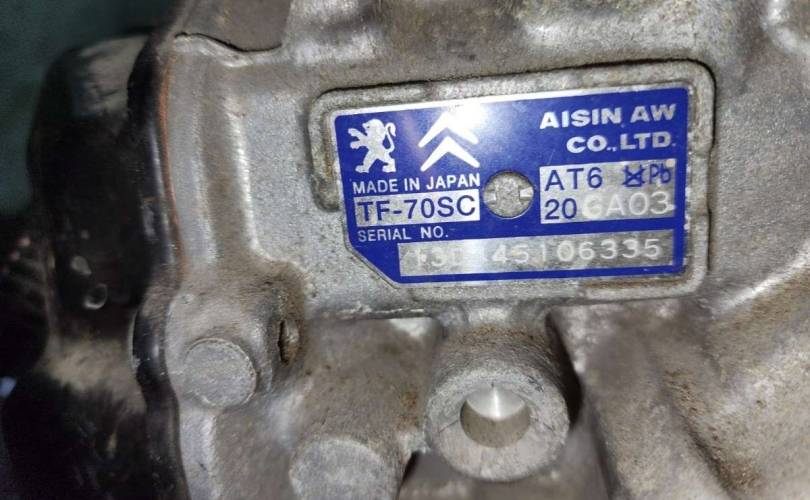 AISIN AW
CO.,LTD.
MADE IN JAPAN
TF-70SC
AT6 Pb
20GA03
SERIAL NO.
45106335